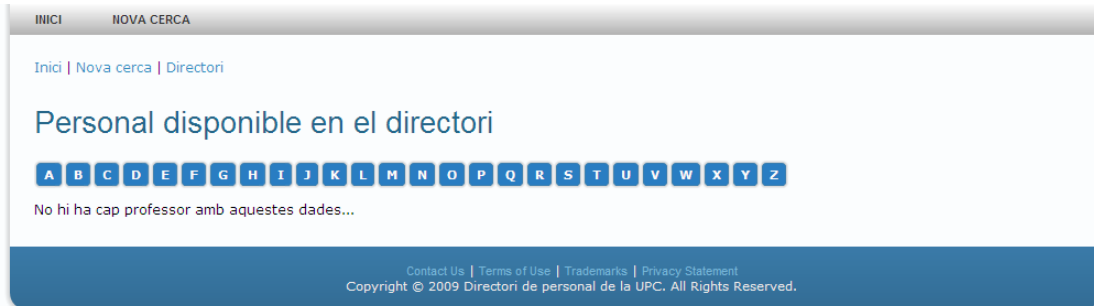 INICI NOVA CERCA
Inici | Nova cerca | Directori
Personal disponible en el directori
A B C D E F G H I J K L M N O P Q R S T U V W X Y Z
No hi ha cap professor amb aquestes dades...
Contact Us | Terms of Use | Trademarks | Privacy Statement
Copyright © 2009 Directori de personal de la UPC. All Rights Reserved.